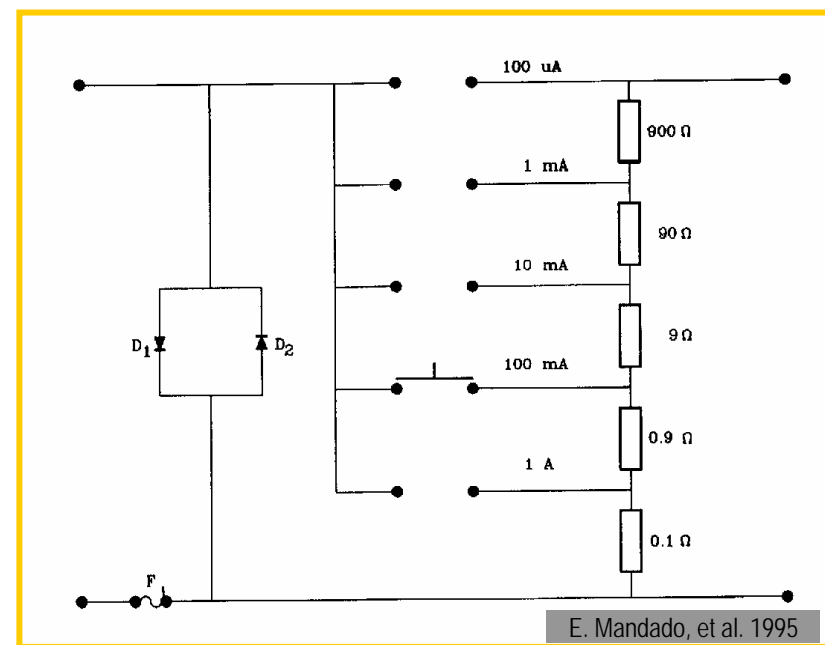 100 uA
900 Ω
1 mA
90 Ω
10 mA
D1 D2
9 Ω
100 mA
0.9 Ω
1 A
0.1 Ω
F
E. Mandado, et al. 1995